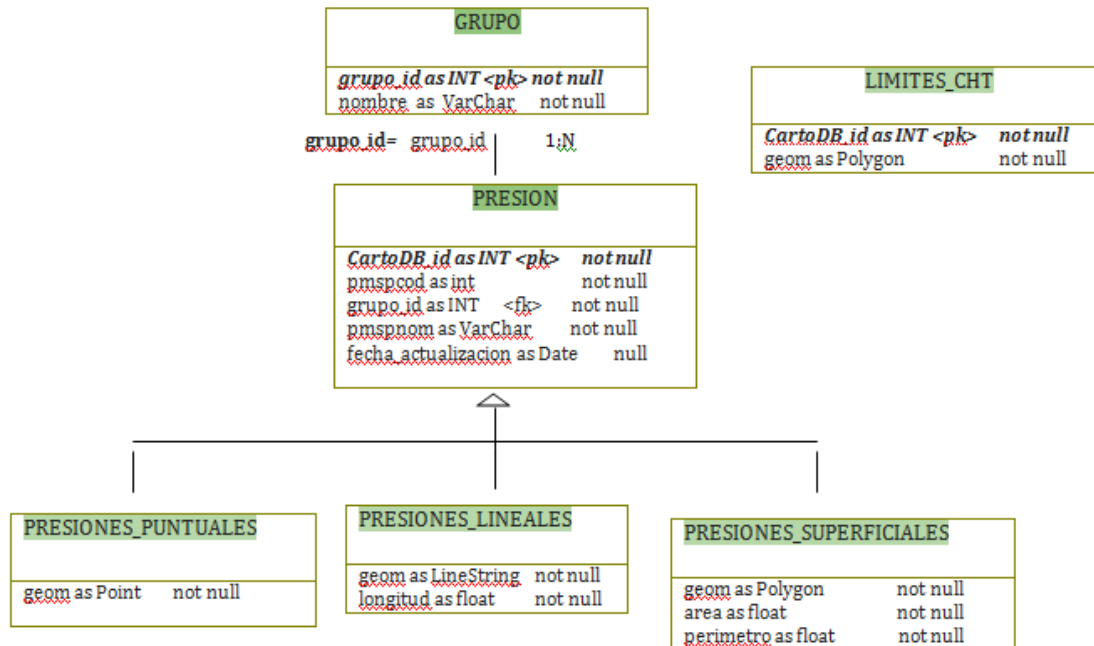 GRUPO
grupo_id as INT <pk> not null
nombre as VarChar not null
grupo_id= grupo_id 1:N
LIMITES_CHT
CartoDB_id as INT <pk> not null
geom as Polygon not null
PRESION
CartoDB_id as INT <pk> not null
pmspcod as int not null
grupo_id as INT <fk> not null
pmspnom as VarChar not null
fecha_actualizacion as Date null
PRESIONES_PUNTUALES
geom as Point not null
PRESIONES_LINEALES
geom as LineString not null
longitud as float not null
PRESIONES_SUPERFICIALES
geom as Polygon not null
area as float not null
perimetro as float not null